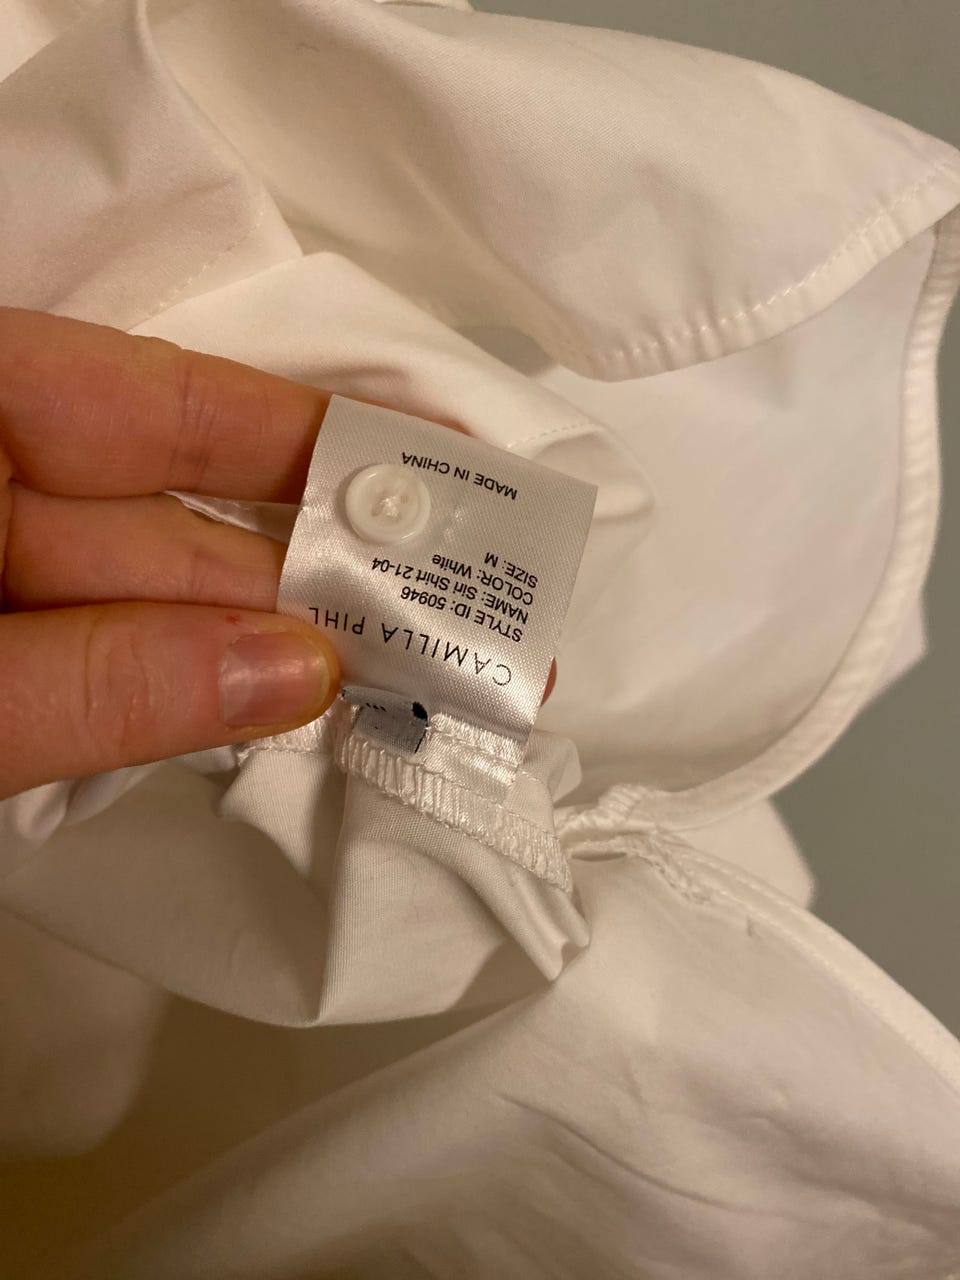 CAMILLA PIHL
STYLE ID: 50946
NAME: Siri Shirt 21-04
COLOR: White
SIZE: M
MADE IN CHINA